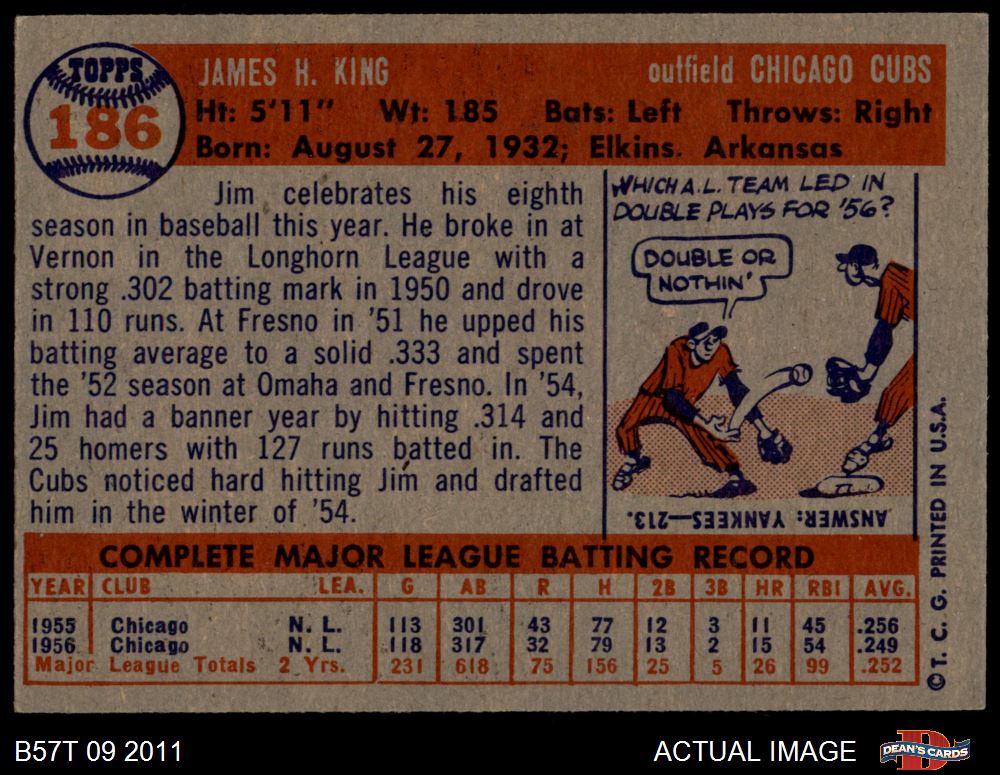 TOPPS
186
JAMES H. KING
outfield CHICAGO CUBS
Ht: 5'11" Wt: 185 Bats: Left Throws: Right
Born: August 27, 1932; Elkins. Arkansas
Jim celebrates his eighth
season in baseball this year. He broke in at
Vernon in the Longhorn League with a
strong .302 batting mark in 1950 and drove
in 110 runs. At Fresno in '51 he upped his
batting average to a solid .333 and spent
the '52 season at Omaha and Fresno. In '54,
Jim had a banner year by hitting .314 and
25 homers with 127 runs batted in. The
Cubs noticed hard hitting Jim and drafted
him in the winter of '54.
WHICH A.L. TEAM LED IN
DOUBLE PLAYS FOR '56?
DOUBLE OR
NOTHIN'
ANSWER: YANKEES—213.
COMPLETE MAJOR LEAGUE BATTING RECORD
YEAR CLUB LEA. G AB R H 2B 3B HR RBI AVG.
1955 Chicago N. L. 113 301 43 77 12 3 11 45 .256
1956 Chicago N. L. 118 317 32 79 13 2 15 54 .249
Major League Totals 2 Yrs. 231 618 75 156 25 5 26 99 .252
© T. C. G. PRINTED IN U.S.A.
B57T 09 2011
ACTUAL IMAGE
DEAN'S CARDS